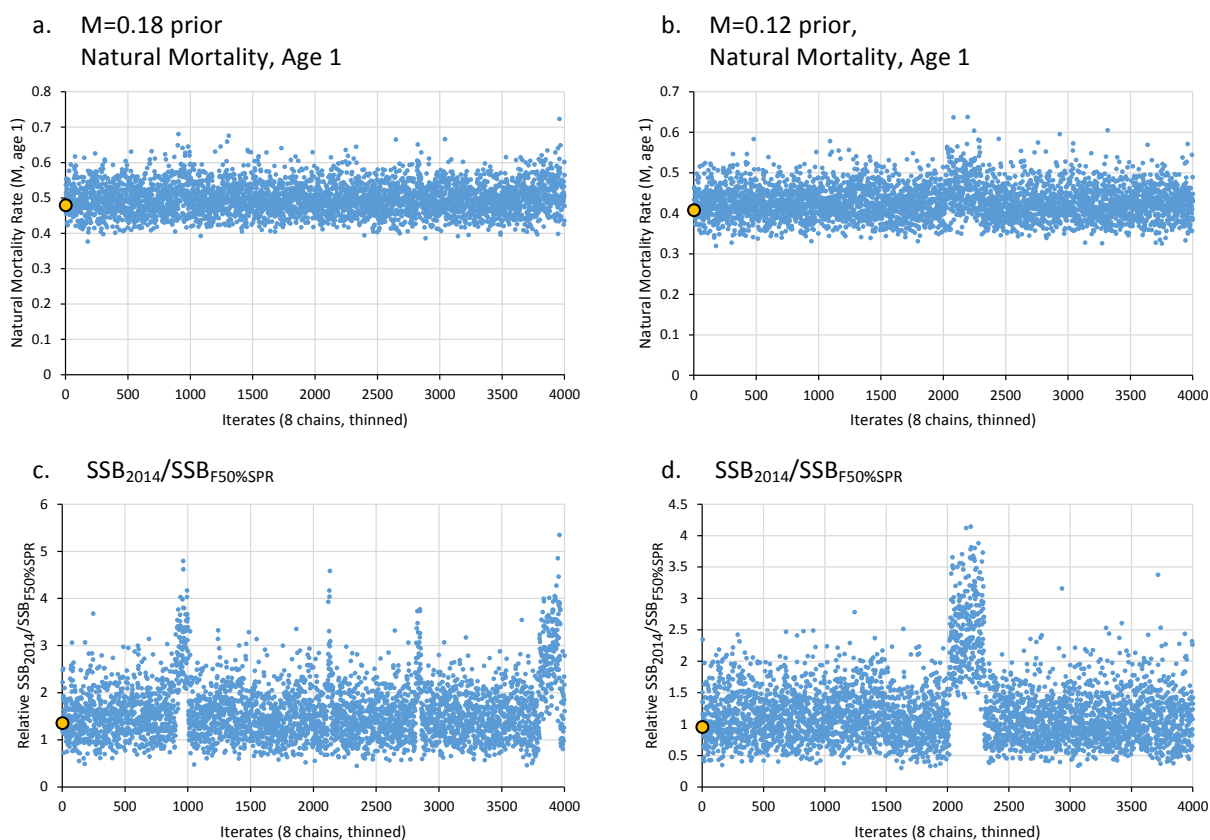 a. M=0.18 prior
Natural Mortality, Age 1
Natural Mortality Rate (M, age 1)
0.8
0.7
0.6
0.5
0.4
0.3
0.2
0.1
0
0 500 1000 1500 2000 2500 3000 3500 4000
Iterates (8 chains, thinned)
b. M=0.12 prior,
Natural Mortality, Age 1
Natural Mortality Rate (M, age 1)
0.7
0.6
0.5
0.4
0.3
0.2
0.1
0
0 500 1000 1500 2000 2500 3000 3500 4000
Iterates (8 chains, thinned)
c. SSB2014/SSBF50%SPR
Relative SSB2014/SSBF50%SPR
6
5
4
3
2
1
0
0 500 1000 1500 2000 2500 3000 3500 4000
Iterates (8 chains, thinned)
d. SSB2014/SSBF50%SPR
Relative SSB2014/SSBF50%SPR
4.5
4
3.5
3
2.5
2
1.5
1
0.5
0
0 500 1000 1500 2000 2500 3000 3500 4000
Iterates (8 chains, thinned)